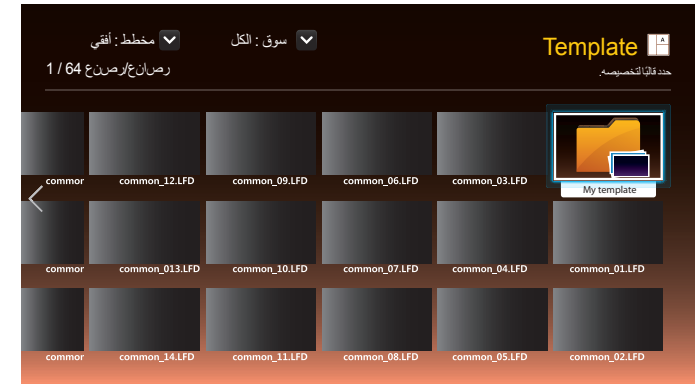 Template
حدد قالبًا لتخصيصه.
سوق : الكل
مخطط : أفقي
1 / 64 رصانع/رصنع
My template
common_03.LFD
common_06.LFD
common_09.LFD
common_12.LFD
commor
common_01.LFD
common_04.LFD
common_07.LFD
common_10.LFD
common_013.LFD
commor
common_02.LFD
common_05.LFD
common_08.LFD
common_11.LFD
common_14.LFD
commor